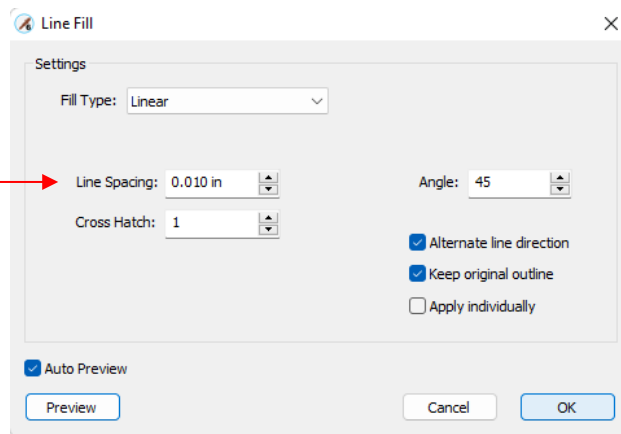 Line Fill
Settings
Fill Type: Linear
Line Spacing: 0.010 in Angle: 45
Cross Hatch: 1
Alternate line direction
Keep original outline
Apply individually
Auto Preview
Preview Cancel OK